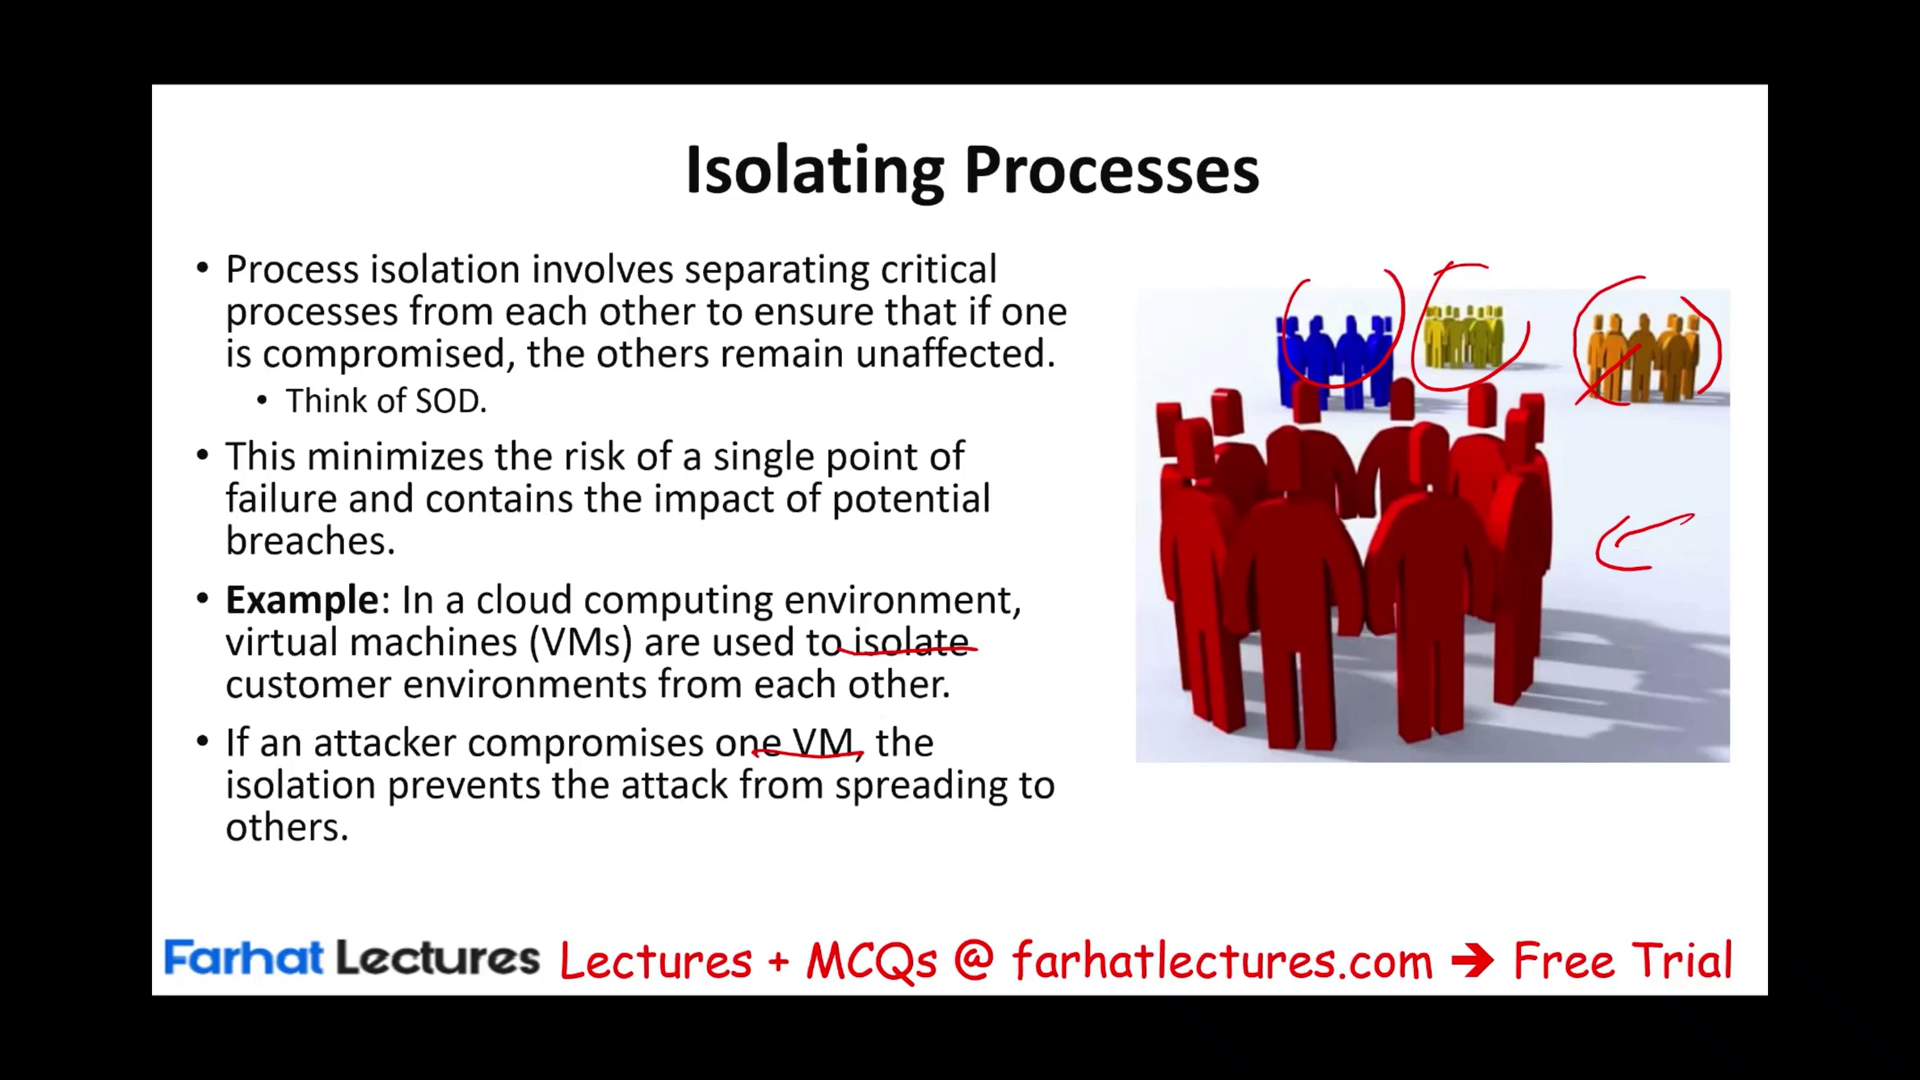 Isolating Processes
• Process isolation involves separating critical
processes from each other to ensure that if one
is compromised, the others remain unaffected.
• Think of SOD.
• This minimizes the risk of a single point of
failure and contains the impact of potential
breaches.
• Example: In a cloud computing environment,
virtual machines (VMs) are used to isolate
customer environments from each other.
• If an attacker compromises one VM, the
isolation prevents the attack from spreading to
others.
Farhat Lectures Lectures + MCQs @ farhatlectures.com ➔ Free Trial